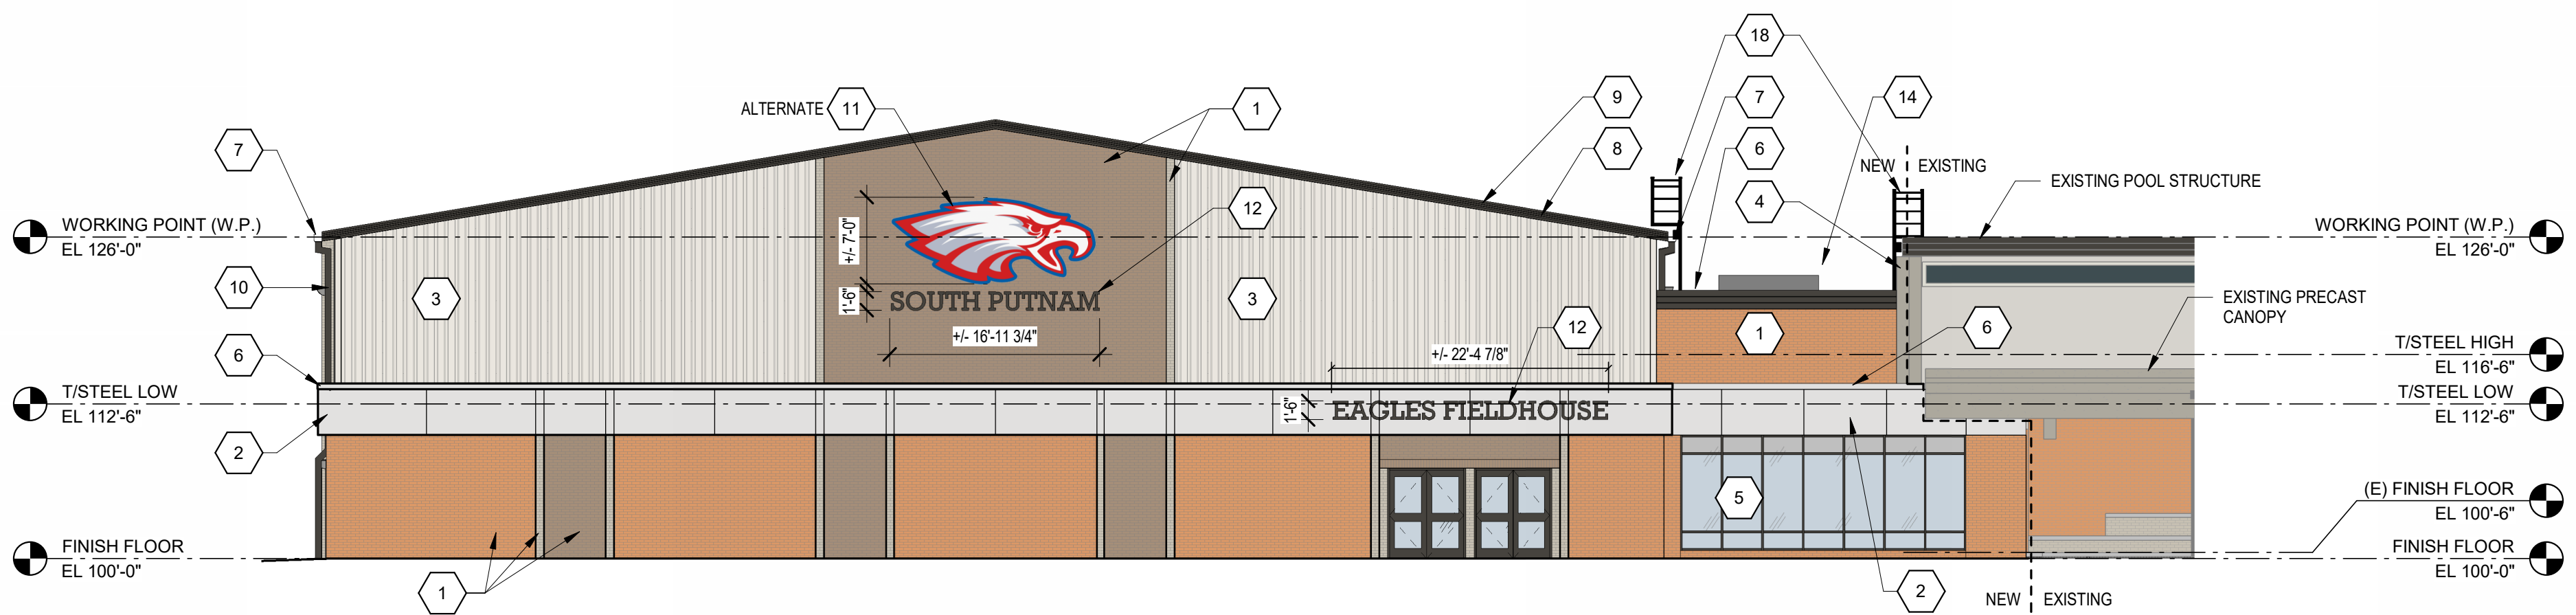 18
ALTERNATE 11
1
9
7
14
7
8
6
NEW EXISTING
4
EXISTING POOL STRUCTURE
12
WORKING POINT (W.P.)
EL 126'-0"
+/- 7'-0"
WORKING POINT (W.P.)
EL 126'-0"
10
3
1'-6"
SOUTH PUTNAM
3
EXISTING PRECAST
CANOPY
+/- 16'-11 3/4"
12
1
6
6
+/- 22'-4 7/8"
T/STEEL HIGH
EL 116'-6"
T/STEEL LOW
EL 112'-6"
1'-6"
EAGLES FIELDHOUSE
T/STEEL LOW
EL 112'-6"
2
5
(E) FINISH FLOOR
EL 100'-6"
FINISH FLOOR
EL 100'-0"
FINISH FLOOR
EL 100'-0"
1
2
NEW EXISTING